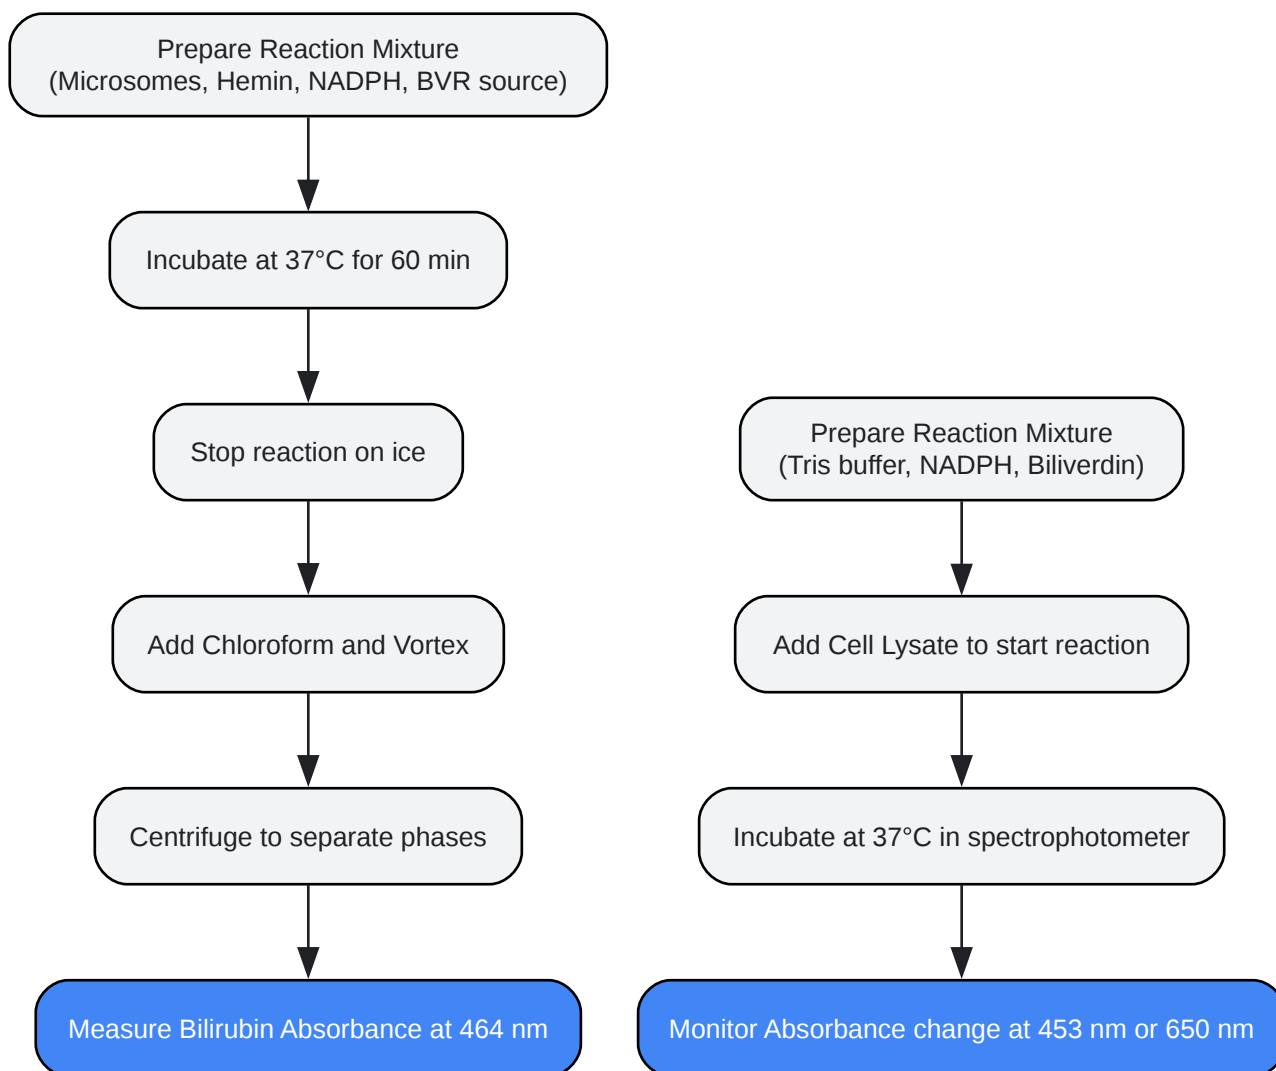 Prepare Reaction Mixture
(Microsomes, Hemin, NADPH, BVR source)
Incubate at 37°C for 60 min
Stop reaction on ice
Add Chloroform and Vortex
Centrifuge to separate phases
Measure Bilirubin Absorbance at 464 nm
Prepare Reaction Mixture
(Tris buffer, NADPH, Biliverdin)
Add Cell Lysate to start reaction
Incubate at 37°C in spectrophotometer
Monitor Absorbance change at 453 nm or 650 nm